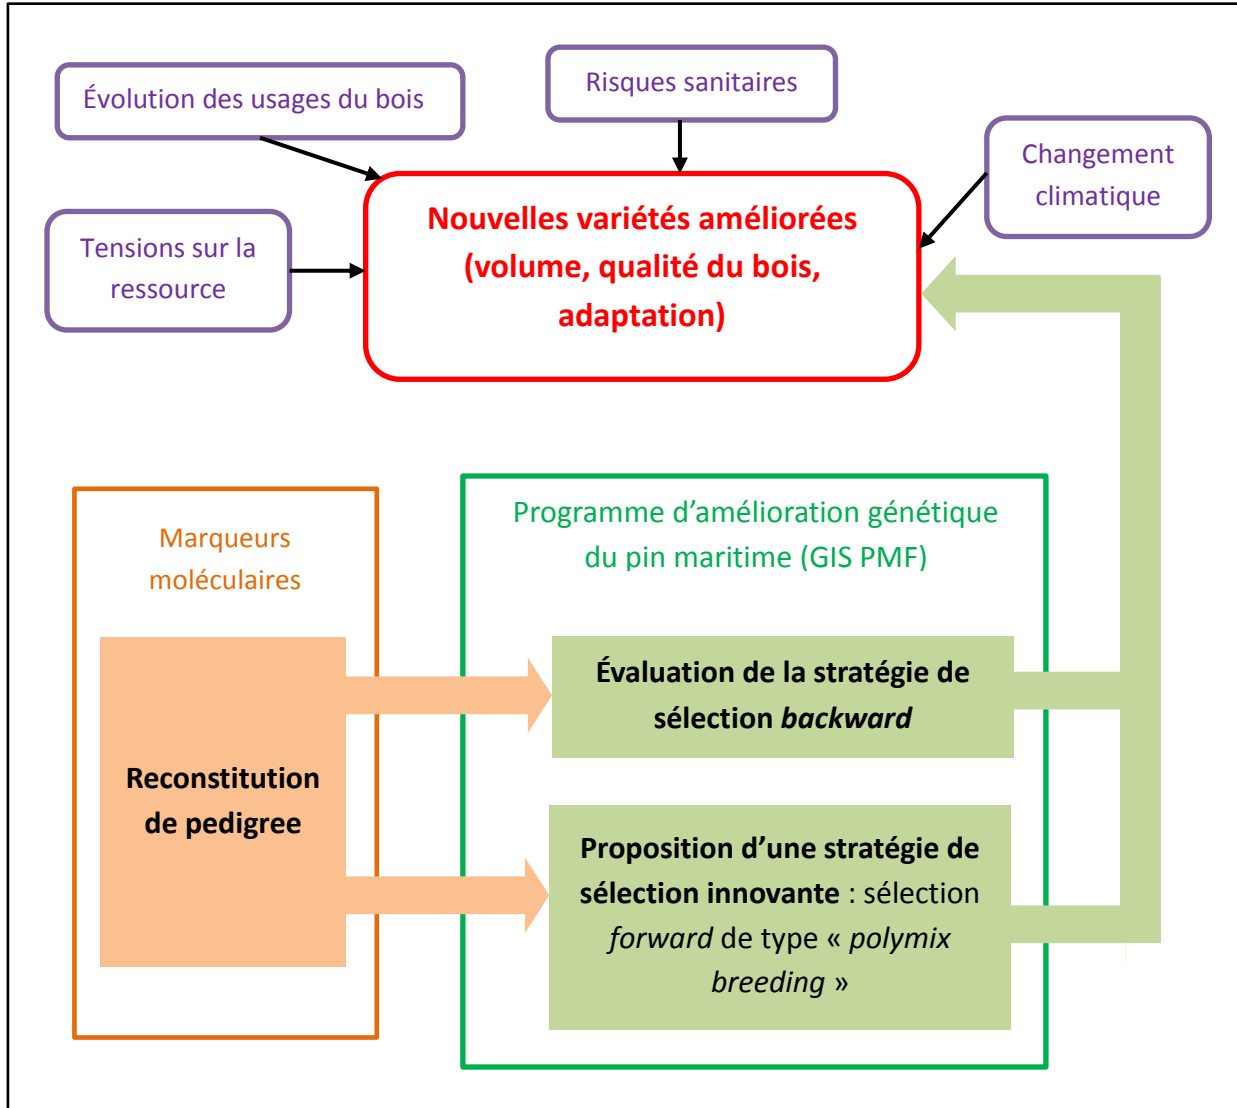 Évolution des usages du bois
Risques sanitaires
Changement
climatique
Tensions sur la
ressource
Nouvelles variétés améliorées
(volume, qualité du bois,
adaptation)
Marqueurs
moléculaires
Reconstitution
de pedigree
Programme d’amélioration génétique
du pin maritime (GIS PMF)
Évaluation de la stratégie de
sélection backward
Proposition d’une stratégie de
sélection innovante : sélection
forward de type « polymix
breeding »